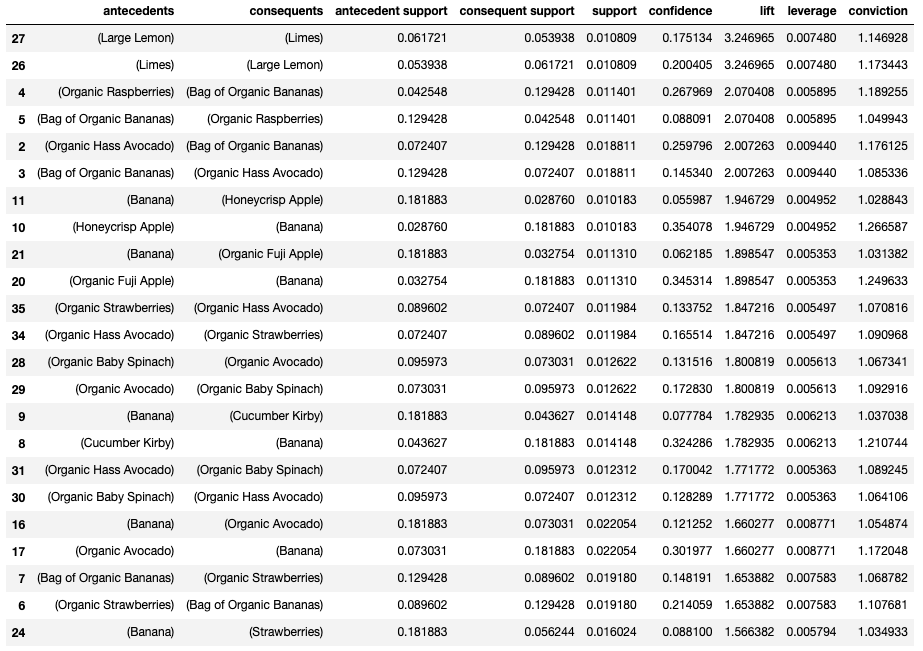 antecedents consequents antecedent support consequent support support confidence lift leverage conviction
27 (Large Lemon) (Limes) 0.061721 0.053938 0.010809 0.175134 3.246965 0.007480 1.146928
26 (Limes) (Large Lemon) 0.053938 0.061721 0.010809 0.200405 3.246965 0.007480 1.173443
4 (Organic Raspberries) (Bag of Organic Bananas) 0.042548 0.129428 0.011401 0.267969 2.070408 0.005895 1.189255
5 (Bag of Organic Bananas) (Organic Raspberries) 0.129428 0.042548 0.011401 0.088091 2.070408 0.005895 1.049943
2 (Organic Hass Avocado) (Bag of Organic Bananas) 0.072407 0.129428 0.018811 0.259796 2.007263 0.009440 1.176125
3 (Bag of Organic Bananas) (Organic Hass Avocado) 0.129428 0.072407 0.018811 0.145340 2.007263 0.009440 1.085336
11 (Banana) (Honeycrisp Apple) 0.181883 0.028760 0.010183 0.055987 1.946729 0.004952 1.028843
10 (Honeycrisp Apple) (Banana) 0.028760 0.181883 0.010183 0.354078 1.946729 0.004952 1.266587
21 (Banana) (Organic Fuji Apple) 0.181883 0.032754 0.011310 0.062185 1.898547 0.005353 1.031382
20 (Organic Fuji Apple) (Banana) 0.032754 0.181883 0.011310 0.345314 1.898547 0.005353 1.249633
35 (Organic Strawberries) (Organic Hass Avocado) 0.089602 0.072407 0.011984 0.133752 1.847216 0.005497 1.070816
34 (Organic Hass Avocado) (Organic Strawberries) 0.072407 0.089602 0.011984 0.165514 1.847216 0.005497 1.090968
28 (Organic Baby Spinach) (Organic Avocado) 0.095973 0.073031 0.012622 0.131516 1.800819 0.005613 1.067341
29 (Organic Avocado) (Organic Baby Spinach) 0.073031 0.095973 0.012622 0.172830 1.800819 0.005613 1.092916
9 (Banana) (Cucumber Kirby) 0.181883 0.043627 0.014148 0.077784 1.782935 0.006213 1.037038
8 (Cucumber Kirby) (Banana) 0.043627 0.181883 0.014148 0.324286 1.782935 0.006213 1.210744
31 (Organic Hass Avocado) (Organic Baby Spinach) 0.072407 0.095973 0.012312 0.170042 1.771772 0.005363 1.089245
30 (Organic Baby Spinach) (Organic Hass Avocado) 0.095973 0.072407 0.012312 0.128289 1.771772 0.005363 1.064106
16 (Banana) (Organic Avocado) 0.181883 0.073031 0.022054 0.121252 1.660277 0.008771 1.054874
17 (Organic Avocado) (Banana) 0.073031 0.181883 0.022054 0.301977 1.660277 0.008771 1.172048
7 (Bag of Organic Bananas) (Organic Strawberries) 0.129428 0.089602 0.019180 0.148191 1.653882 0.007583 1.068782
6 (Organic Strawberries) (Bag of Organic Bananas) 0.089602 0.129428 0.019180 0.214059 1.653882 0.007583 1.107681
24 (Banana) (Strawberries) 0.181883 0.056244 0.016024 0.088100 1.566382 0.005794 1.034933